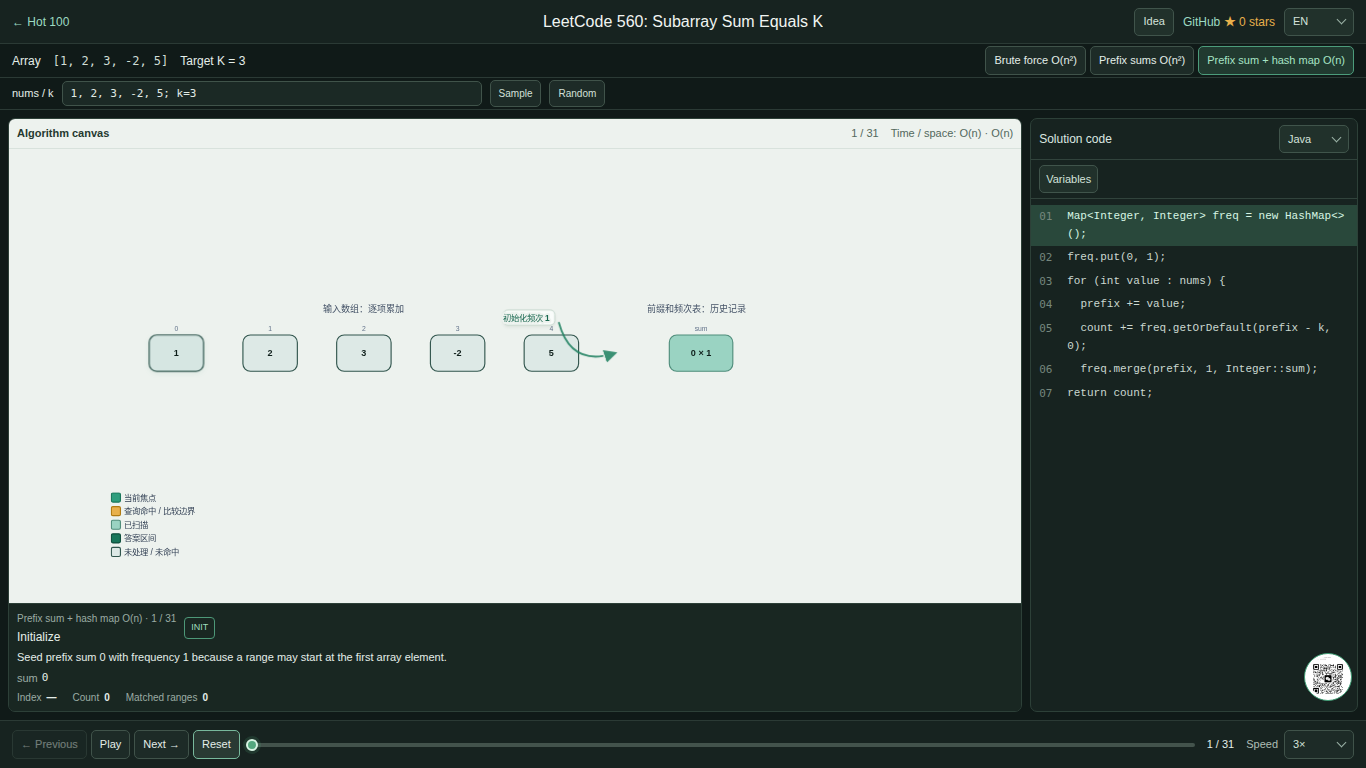 ← Hot 100
LeetCode 560: Subarray Sum Equals K
Idea
GitHub ★ 0 stars
EN
Array [1, 2, 3, -2, 5] Target K = 3
Brute force O(n²)
Prefix sums O(n²)
Prefix sum + hash map O(n)
nums / k
1, 2, 3, -2, 5; k=3
Sample
Random
Algorithm canvas
1 / 31 Time / space: O(n) · O(n)
输入数组：逐项累加
初始化频次 1
前缀和频次表：历史记录
0 1 2 3 4 sum
1 2 3 -2 5 0 × 1
当前焦点
查询命中 / 比较边界
已扫描
答案区间
未处理 / 未命中
Prefix sum + hash map O(n) · 1 / 31
INIT
Initialize
Seed prefix sum 0 with frequency 1 because a range may start at the first array element.
sum 0
Index — Count 0 Matched ranges 0
Solution code
Java
Variables
01 Map<Integer, Integer> freq = new HashMap<>
();
02 freq.put(0, 1);
03 for (int value : nums) {
04 prefix += value;
05 count += freq.getOrDefault(prefix - k,
0);
06 freq.merge(prefix, 1, Integer::sum);
07 return count;
← Previous
Play
Next →
Reset
1 / 31
Speed
3×